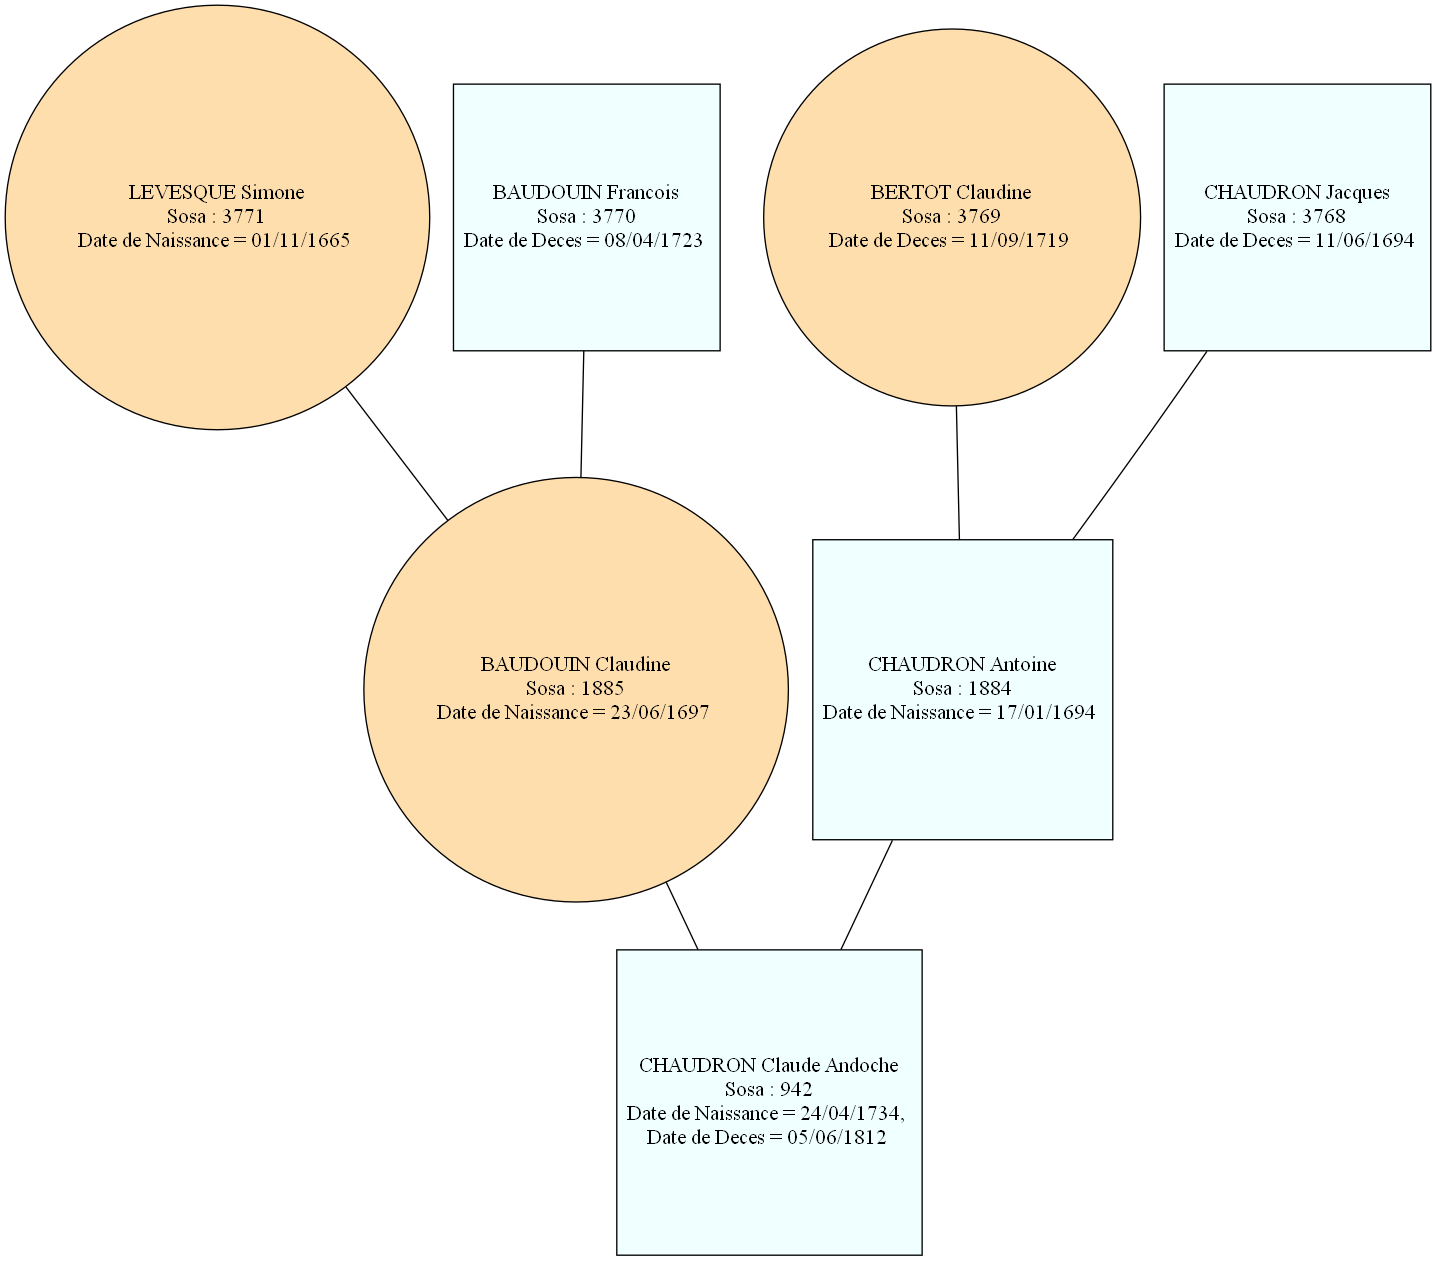 LEVESQUE Simone
Sosa : 3771
Date de Naissance = 01/11/1665
BAUDOUIN Francois
Sosa : 3770
Date de Deces = 08/04/1723
BERTOT Claudine
Sosa : 3769
Date de Deces = 11/09/1719
CHAUDRON Jacques
Sosa : 3768
Date de Deces = 11/06/1694
BAUDOUIN Claudine
Sosa : 1885
Date de Naissance = 23/06/1697
CHAUDRON Antoine
Sosa : 1884
Date de Naissance = 17/01/1694
CHAUDRON Claude Andoche
Sosa : 942
Date de Naissance = 24/04/1734,
Date de Deces = 05/06/1812